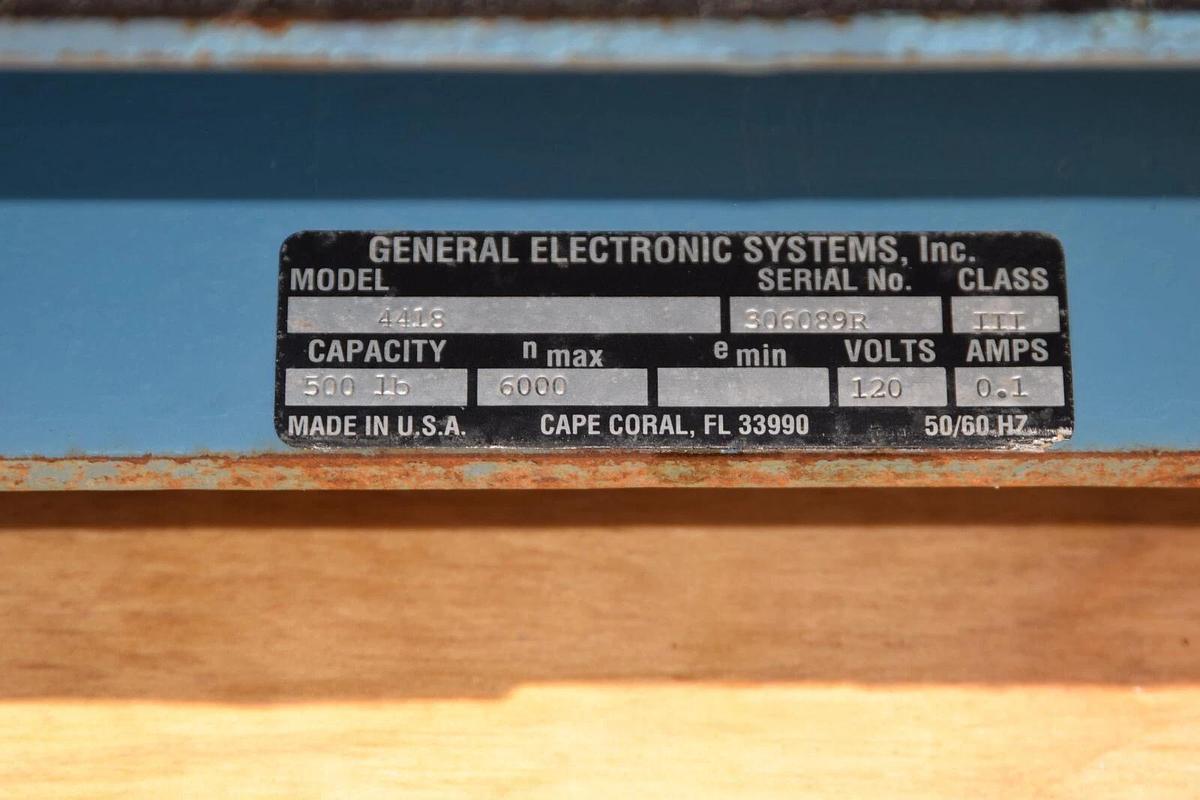 GENERAL ELECTRONIC SYSTEMS, Inc.
MODEL SERIAL No. CLASS
4418 306089R III
CAPACITY n max e min VOLTS AMPS
500 lb 6000 120 0.1
MADE IN U.S.A. CAPE CORAL, FL 33990 50/60 HZ